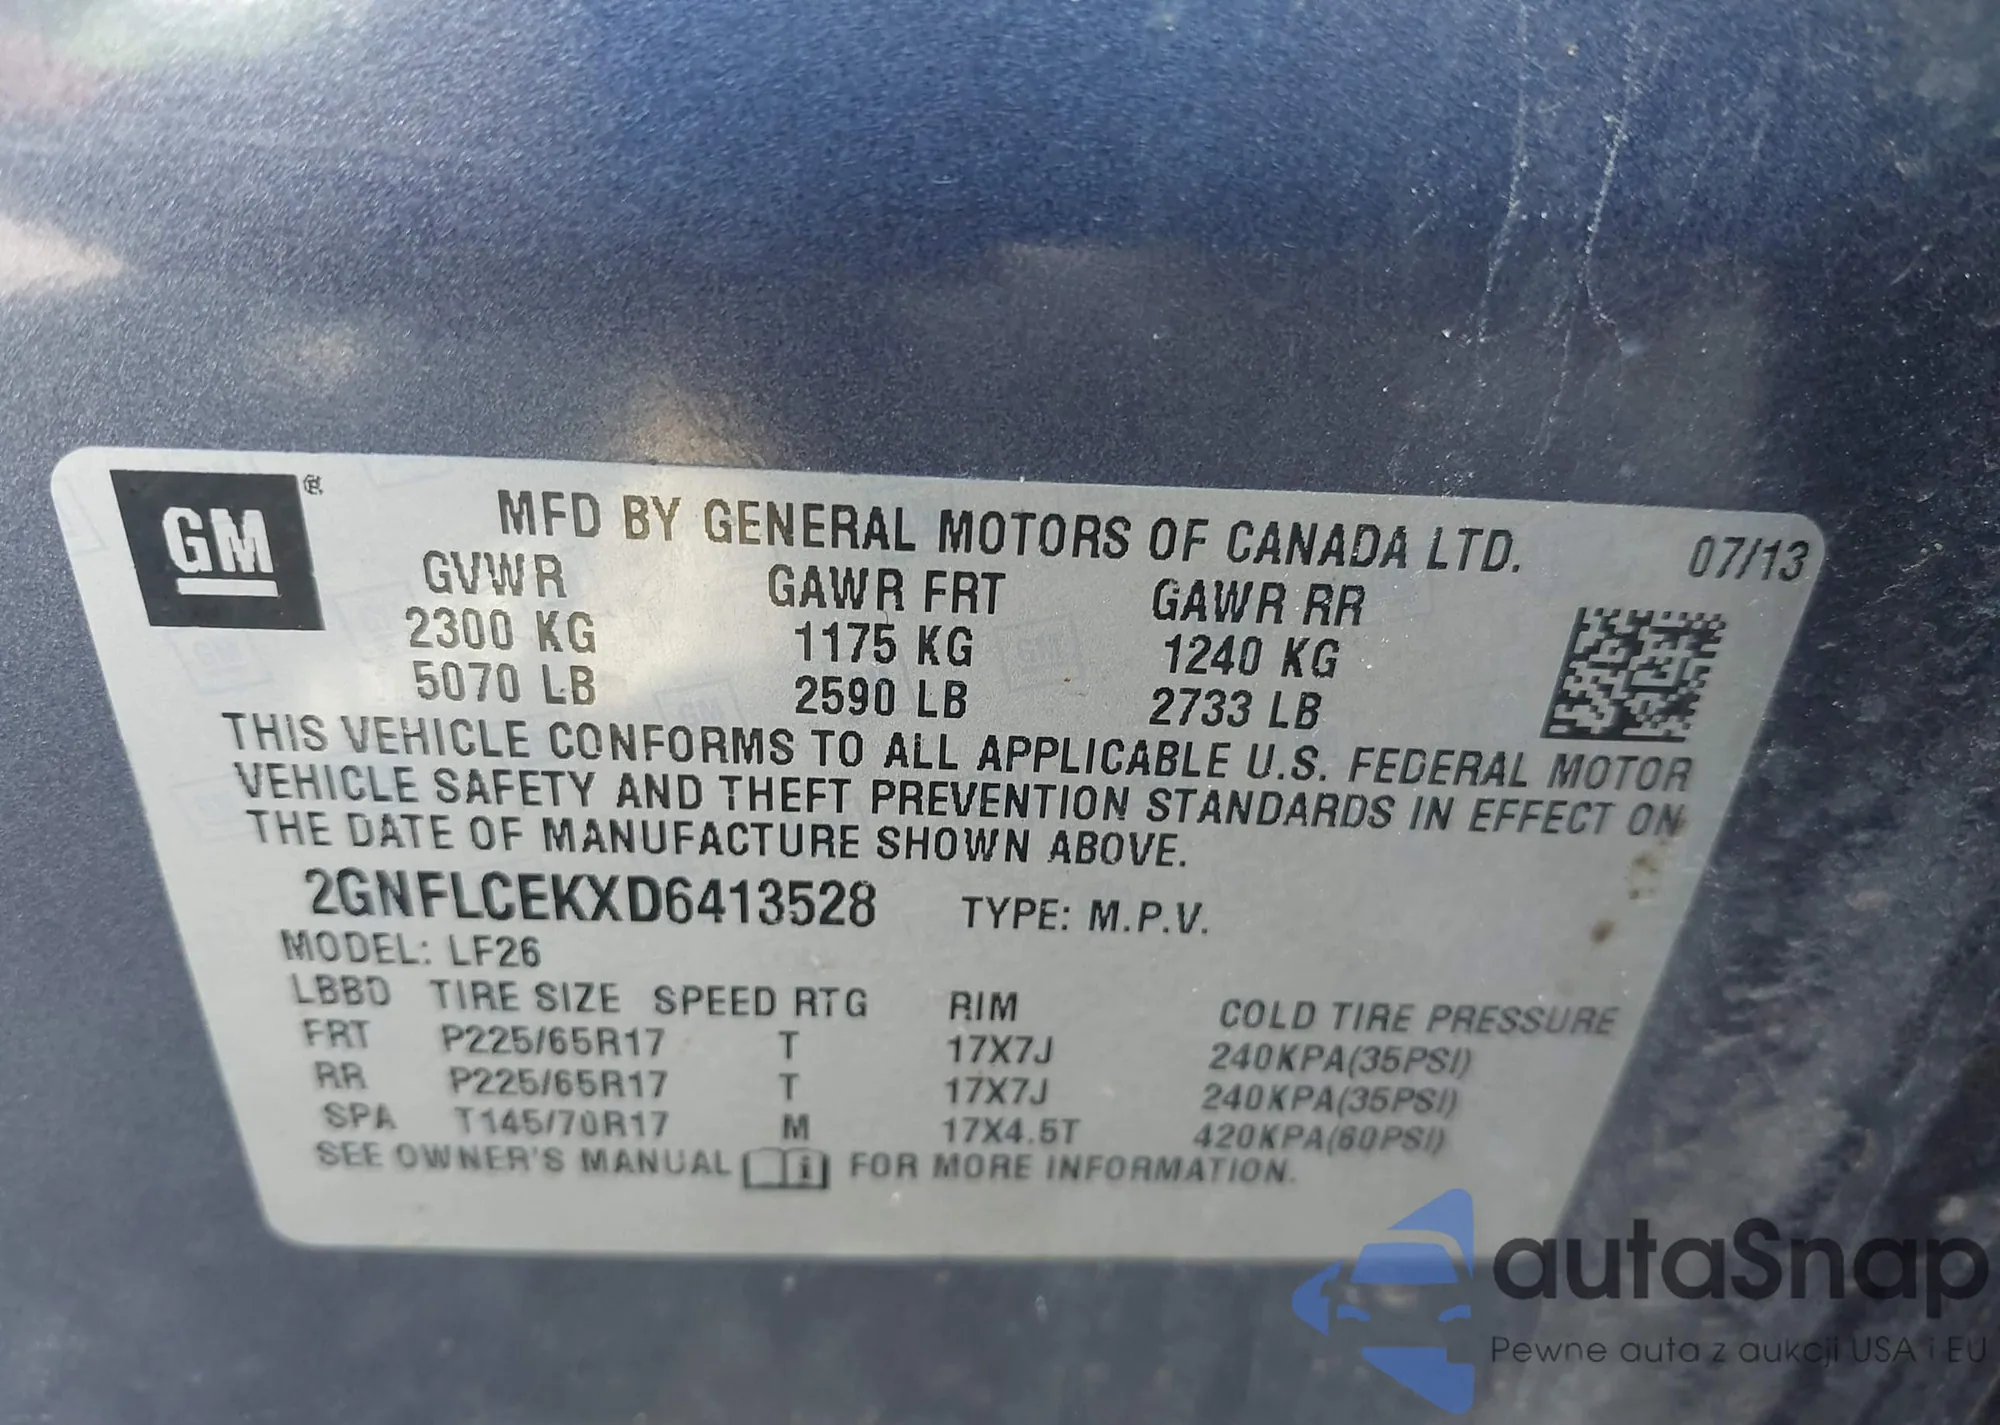 GM ®
MFD BY GENERAL MOTORS OF CANADA LTD. 07/13
GVWR GAWR FRT GAWR RR
2300 KG 1175 KG 1240 KG
5070 LB 2590 LB 2733 LB
THIS VEHICLE CONFORMS TO ALL APPLICABLE U.S. FEDERAL MOTOR
VEHICLE SAFETY AND THEFT PREVENTION STANDARDS IN EFFECT ON
THE DATE OF MANUFACTURE SHOWN ABOVE.
2GNFLCEKXD6413528 TYPE: M.P.V.
MODEL: LF26
LBBD TIRE SIZE SPEED RTG RIM COLD TIRE PRESSURE
FRT P225/65R17 T 17X7J 240KPA(35PSI)
RR P225/65R17 T 17X7J 240KPA(35PSI)
SPA T145/70R17 M 17X4.5T 420KPA(60PSI)
SEE OWNER'S MANUAL i FOR MORE INFORMATION.
autaSnap
Pewne auta z aukcji USA i EU